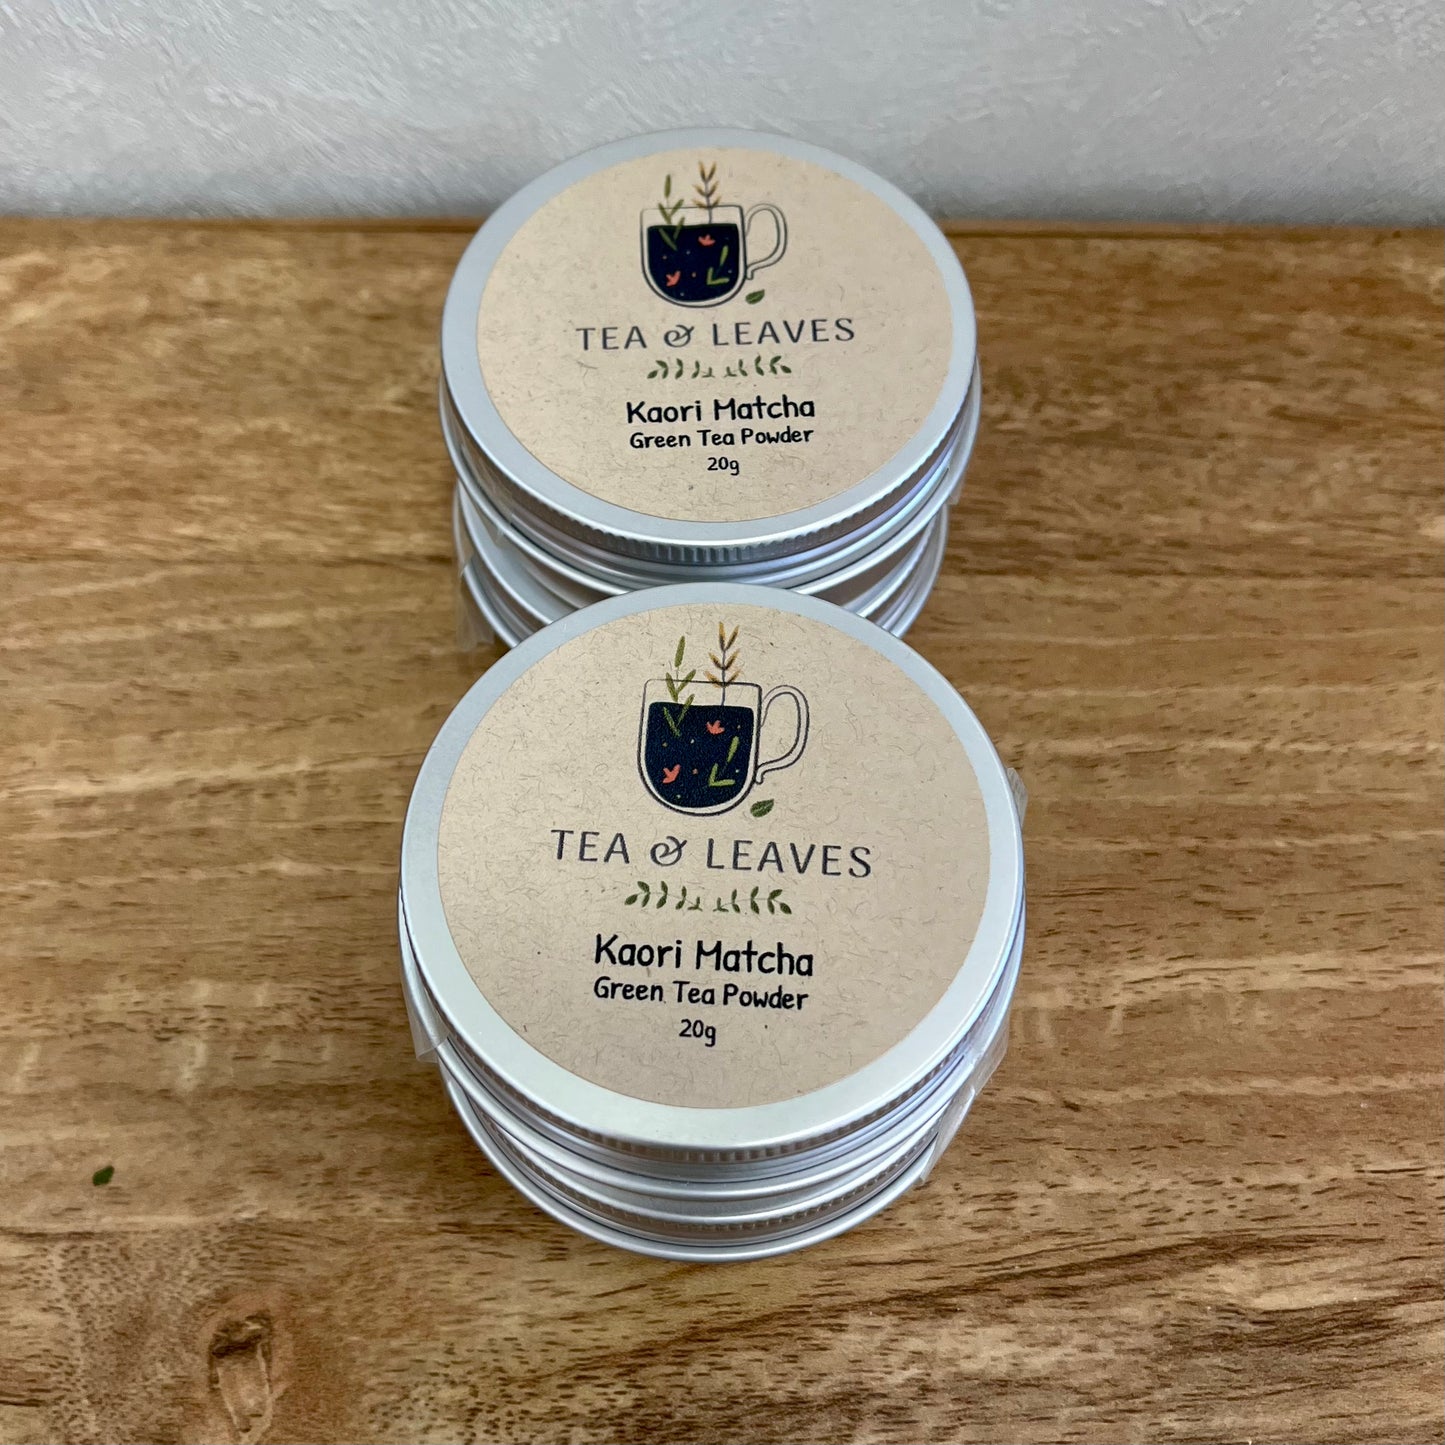 TEA & LEAVES
Kaori Matcha
Green Tea Powder
20g
TEA & LEAVES
Kaori Matcha
Green Tea Powder
20g